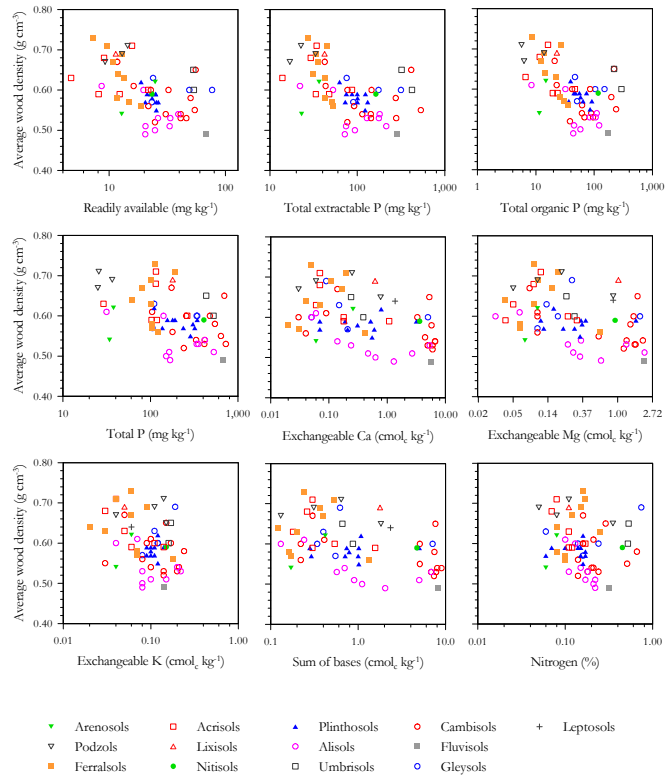 Average wood density (g cm-3)
0.80
0.70
0.60
0.50
0.40
10
100
Readily available (mg kg-1)
10
100
1,000
Total extractable P (mg kg-1)
1
10
100
1,000
Total organic P (mg kg-1)
Average wood density (g cm-3)
0.80
0.70
0.60
0.50
0.40
10
100
1,000
Total P (mg kg-1)
0.01
0.10
1.00
10.00
Exchangeable Ca (cmolc kg-1)
0.02
0.05
0.14
0.37
1.00
2.72
Exchangeable Mg (cmolc kg-1)
Average wood density (g cm-3)
0.80
0.70
0.60
0.50
0.40
0.01
0.10
1.00
Exchangeable K (cmolc kg-1)
0.1
1.0
10.0
Sum of bases (cmolc kg-1)
0.01
0.10
1.00
Nitrogen (%)
Arenosols
Acrisols
Plinthosols
Cambisols
Leptosols
Podzols
Lixisols
Alisols
Fluvisols
Ferralsols
Nitisols
Umbrisols
Gleysols